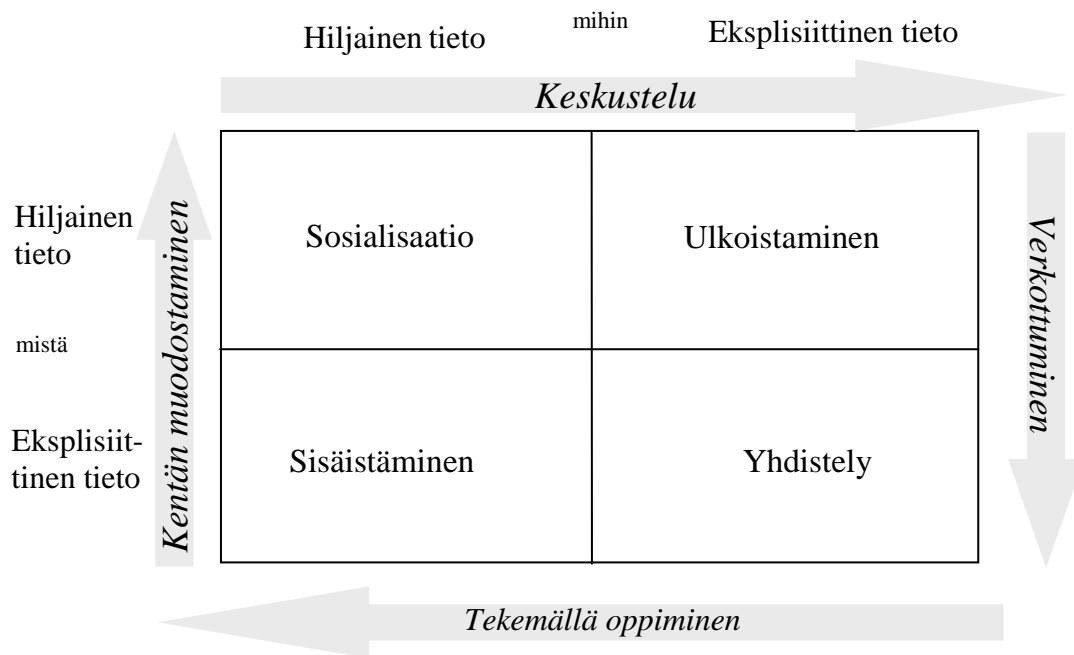 Hiljainen tieto mihin Eksplisiittinen tieto
Keskustelu
Hiljainen
tieto
mistä
Eksplisiit-
tinen tieto
Kentän muodostaminen
Sosialisaatio
Ulkoistaminen
Sisäistäminen
Yhdistely
Verkottuminen
Tekemällä oppiminen